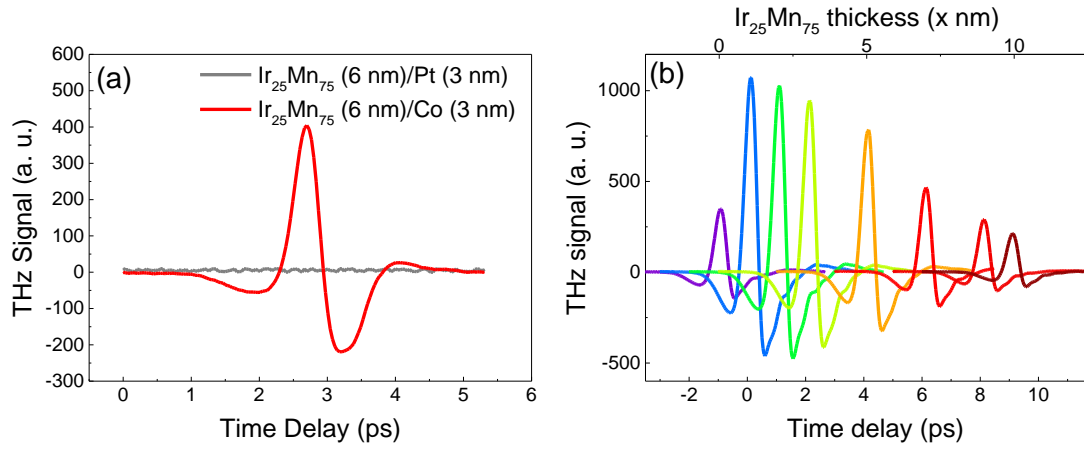 (a)
Ir25Mn75 (6 nm)/Pt (3 nm)
Ir25Mn75 (6 nm)/Co (3 nm)
THz Signal (a. u.)
600
500
400
300
200
100
0
-100
-200
-300
0 1 2 3 4 5 6
Time Delay (ps)
Ir25Mn75 thickess (x nm)
0 5 10
(b)
THz signal (a. u.)
1000
500
0
-500
-2 0 2 4 6 8 10
Time delay (ps)